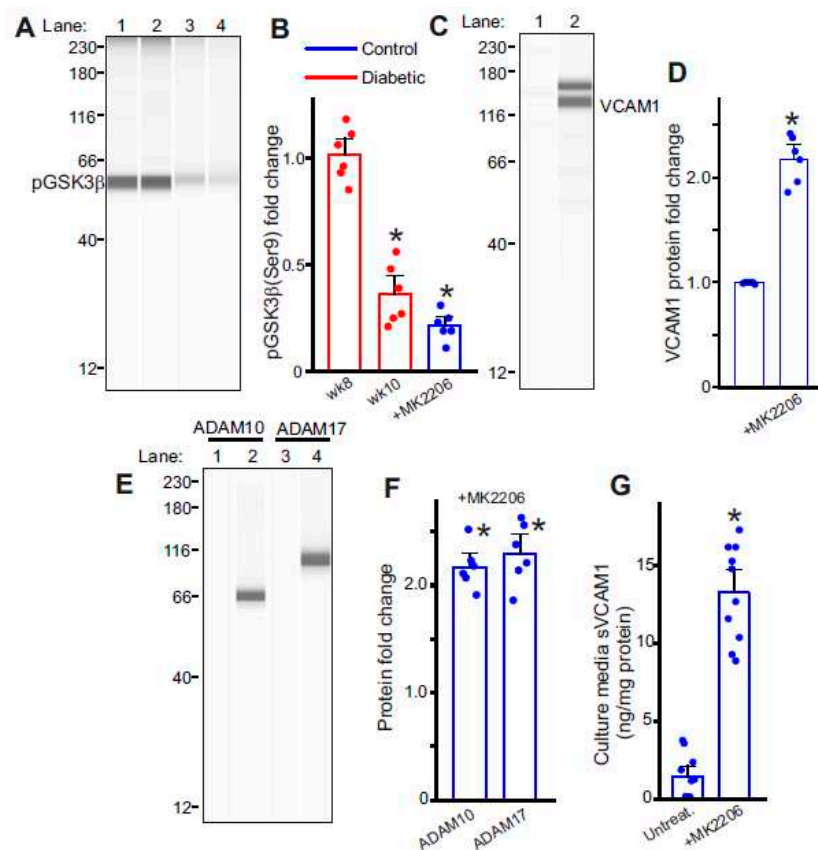 A
Lane: 1 2 3 4
230
180
116
66
pGSK3β
40
12
B
Control
Diabetic
pGSK3β(Ser9) fold change
1.0
0.5
0
*
*
wk8
wk10
+MK2206
C
Lane: 1 2
230
180
116
66
40
12
VCAM1
D
VCAM1 protein fold change
2.0
1.0
0
*
+MK2206
E
ADAM10 ADAM17
Lane: 1 2 3 4
230
180
116
66
40
12
F
+MK2206
Protein fold change
2.0
1.0
0
*
*
ADAM10
ADAM17
G
Culture media sVCAM1
(ng/mg protein)
15
10
5
0
*
Untreat.
+MK2206